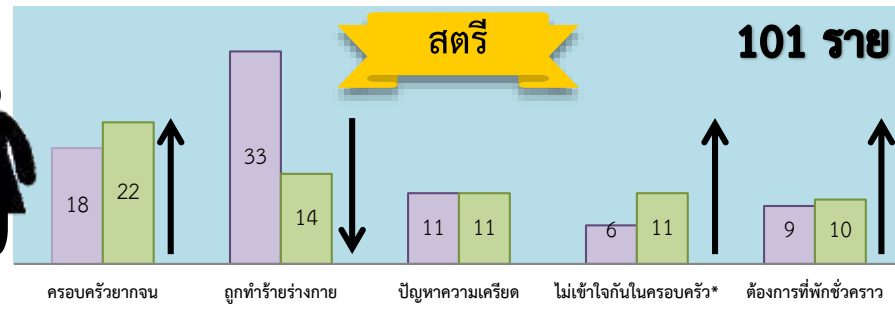 สตรี
101 ราย
18 22 33 14 11 11 6 11 9 10
ครอบครัวยากจน ถูกทำร้ายร่างกาย ปัญหาความเครียด ไม่เข้าใจกันในครอบครัว* ต้องการที่พักชั่วคราว